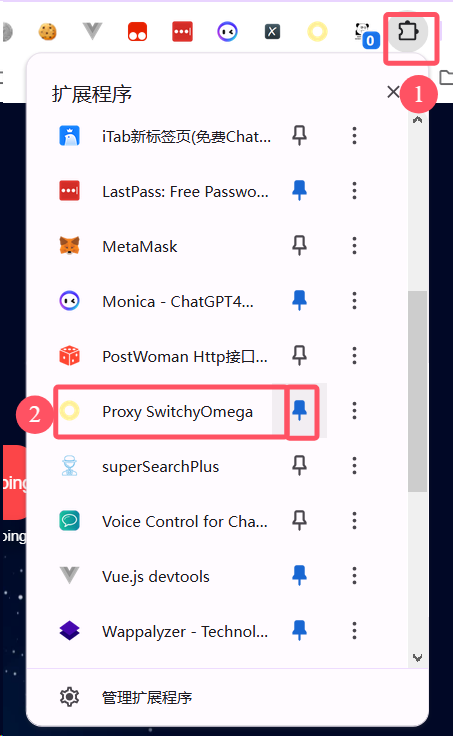 0
1
扩展程序
iTab新标签页(免费Chat...
LastPass: Free Passwo...
MetaMask
Monica - ChatGPT4...
PostWoman Http接口...
2
Proxy SwitchyOmega
superSearchPlus
ping
Voice Control for Cha...
ping
Vue.js devtools
Wappalyzer - Technol...
管理扩展程序